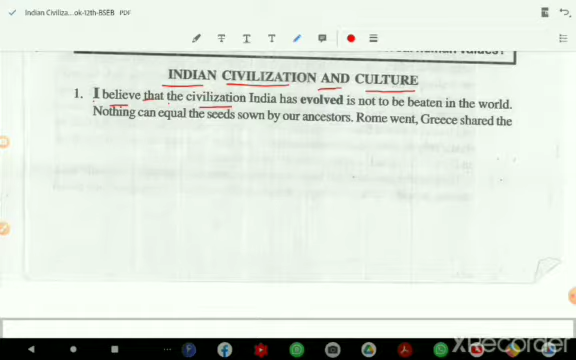 Indian Civiliza... ok-12th-BSEB PDF
INDIAN CIVILIZATION AND CULTURE
1. I believe that the civilization India has evolved is not to be beaten in the world.
Nothing can equal the seeds sown by our ancestors. Rome went, Greece shared the
XRECORDER